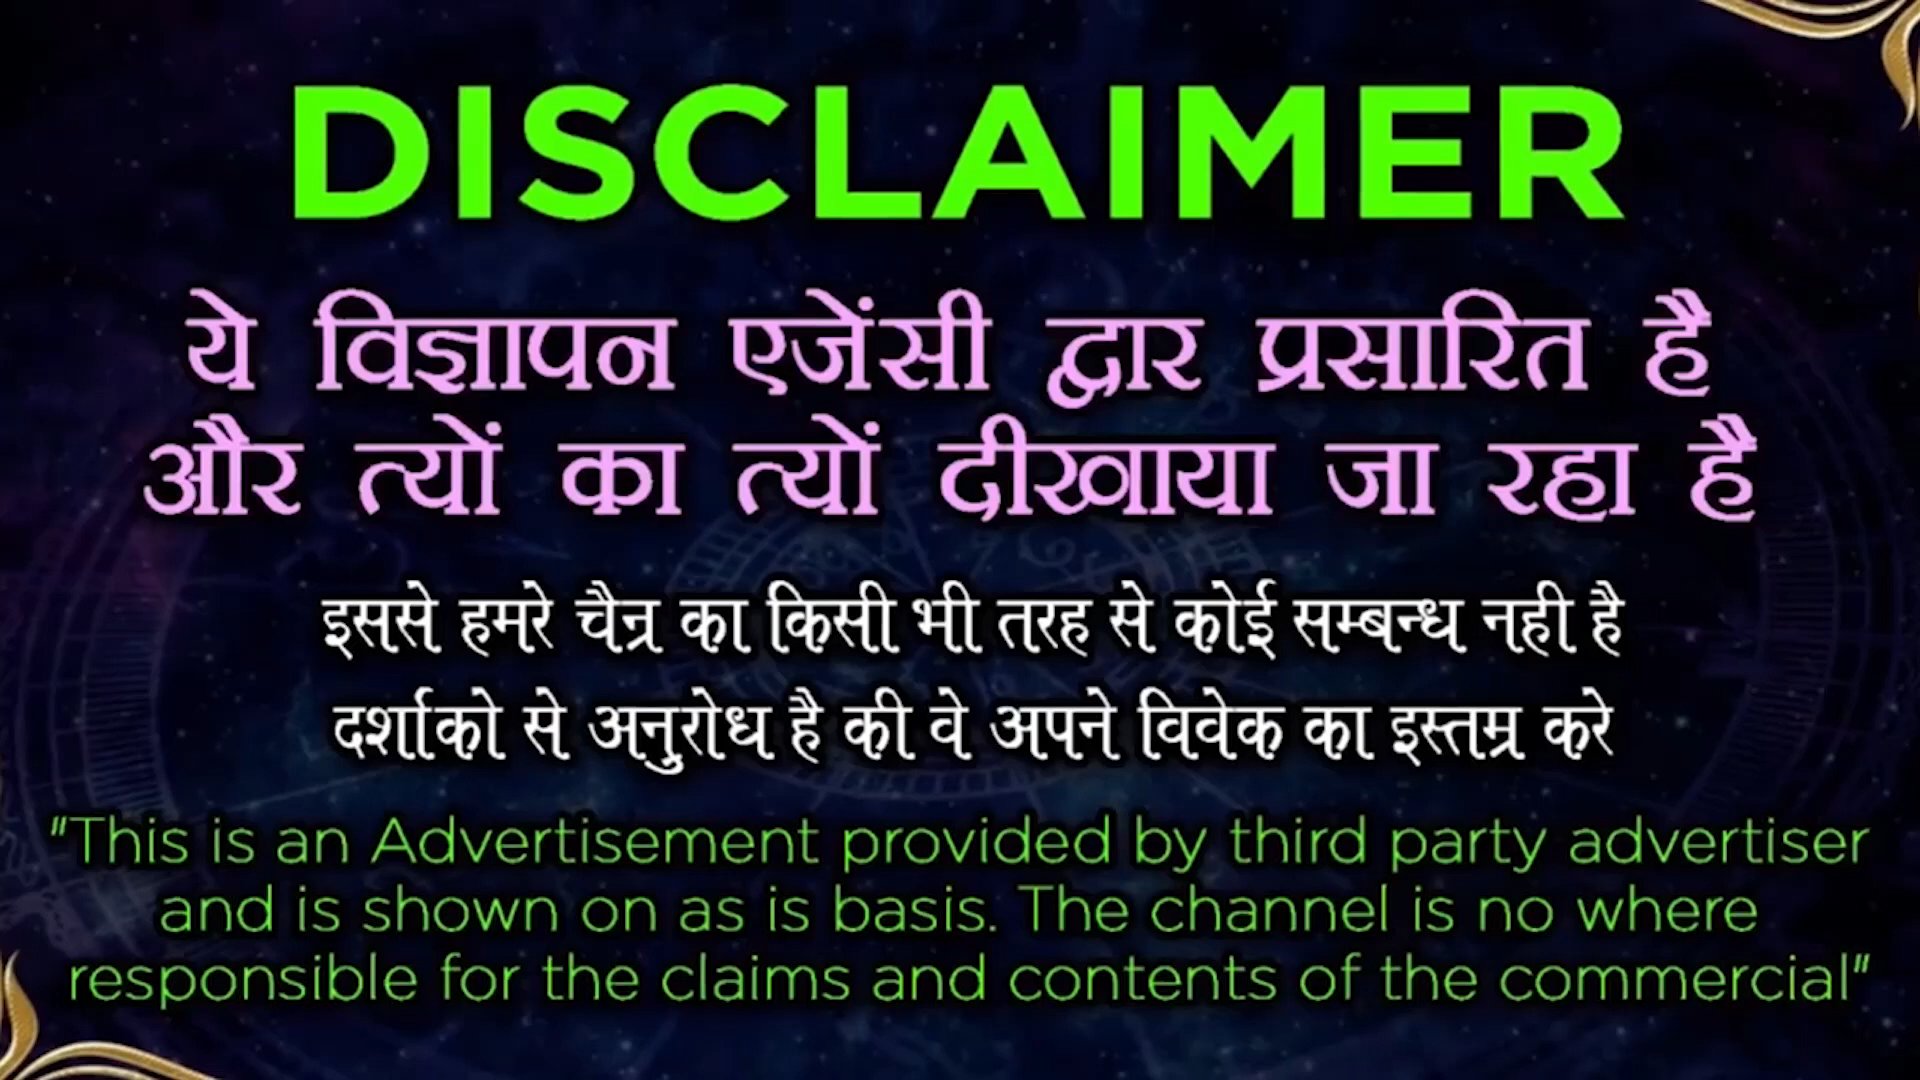 DISCLAIMER
ये विज्ञापन एजेंसी द्वार प्रसारित है
और त्यों का त्यों दीखाया जा रहा है
इससे हमरे चैन्र का किसी भी तरह से कोई सम्बन्ध नही है
दर्शाको से अनुरोध है की वे अपने विवेक का इस्तम्र करे
"This is an Advertisement provided by third party advertiser
and is shown on as is basis. The channel is no where
responsible for the claims and contents of the commercial"